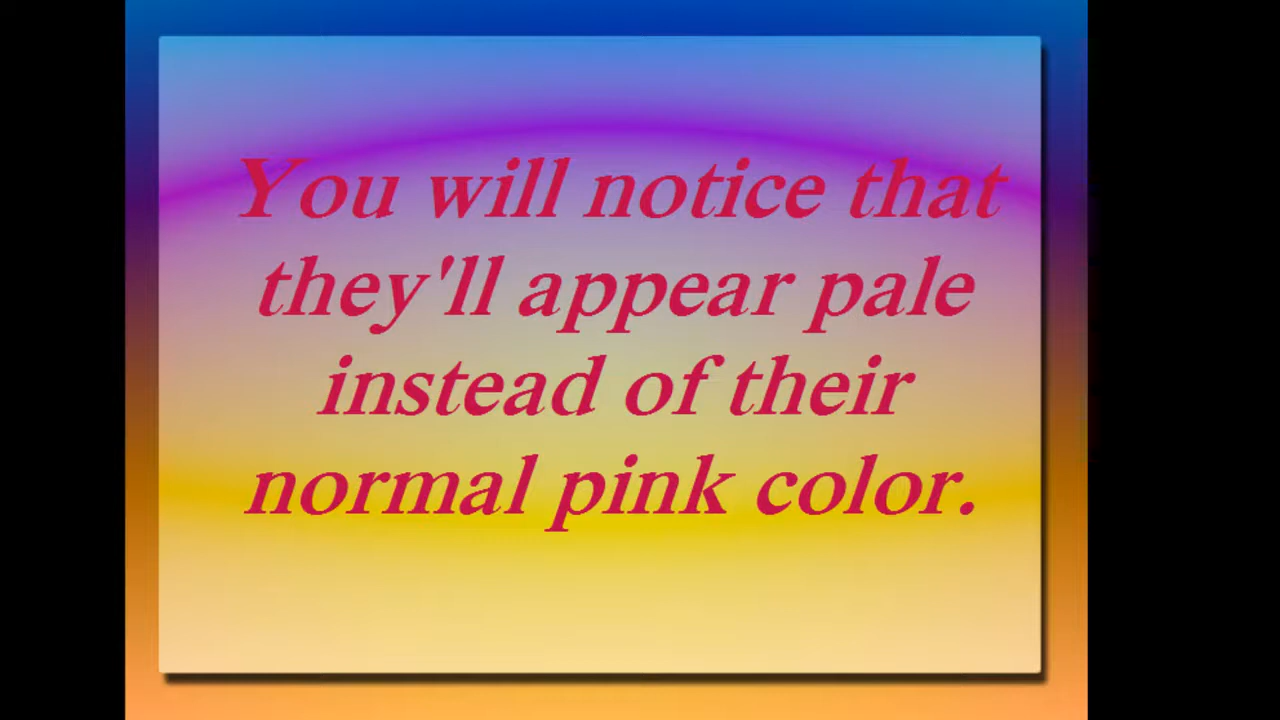 You will notice that
they'll appear pale
instead of their
normal pink color.